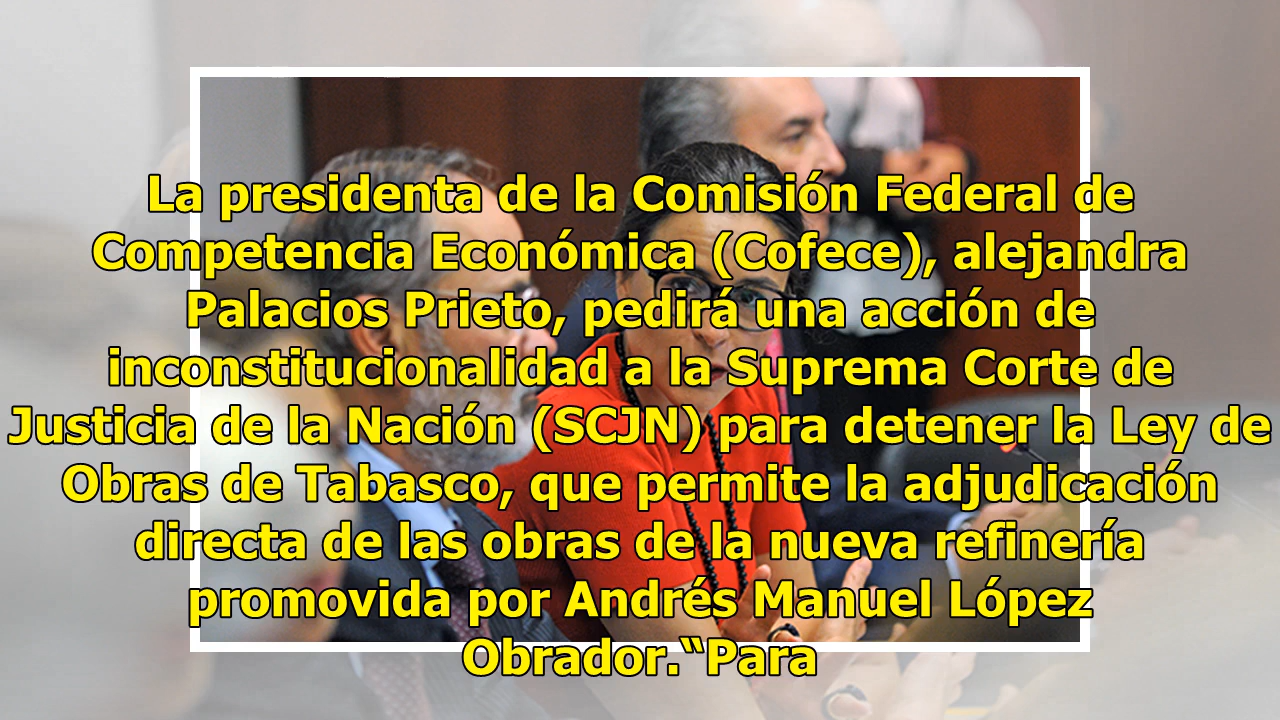 La presidenta de la Comisión Federal de
Competencia Económica (Cofece), alejandra
Palacios Prieto, pedirá una acción de
inconstitucionalidad a la Suprema Corte de
Justicia de la Nación (SCJN) para detener la Ley de
Obras de Tabasco, que permite la adjudicación
directa de las obras de la nueva refinería
promovida por Andrés Manuel López
Obrador.“Para